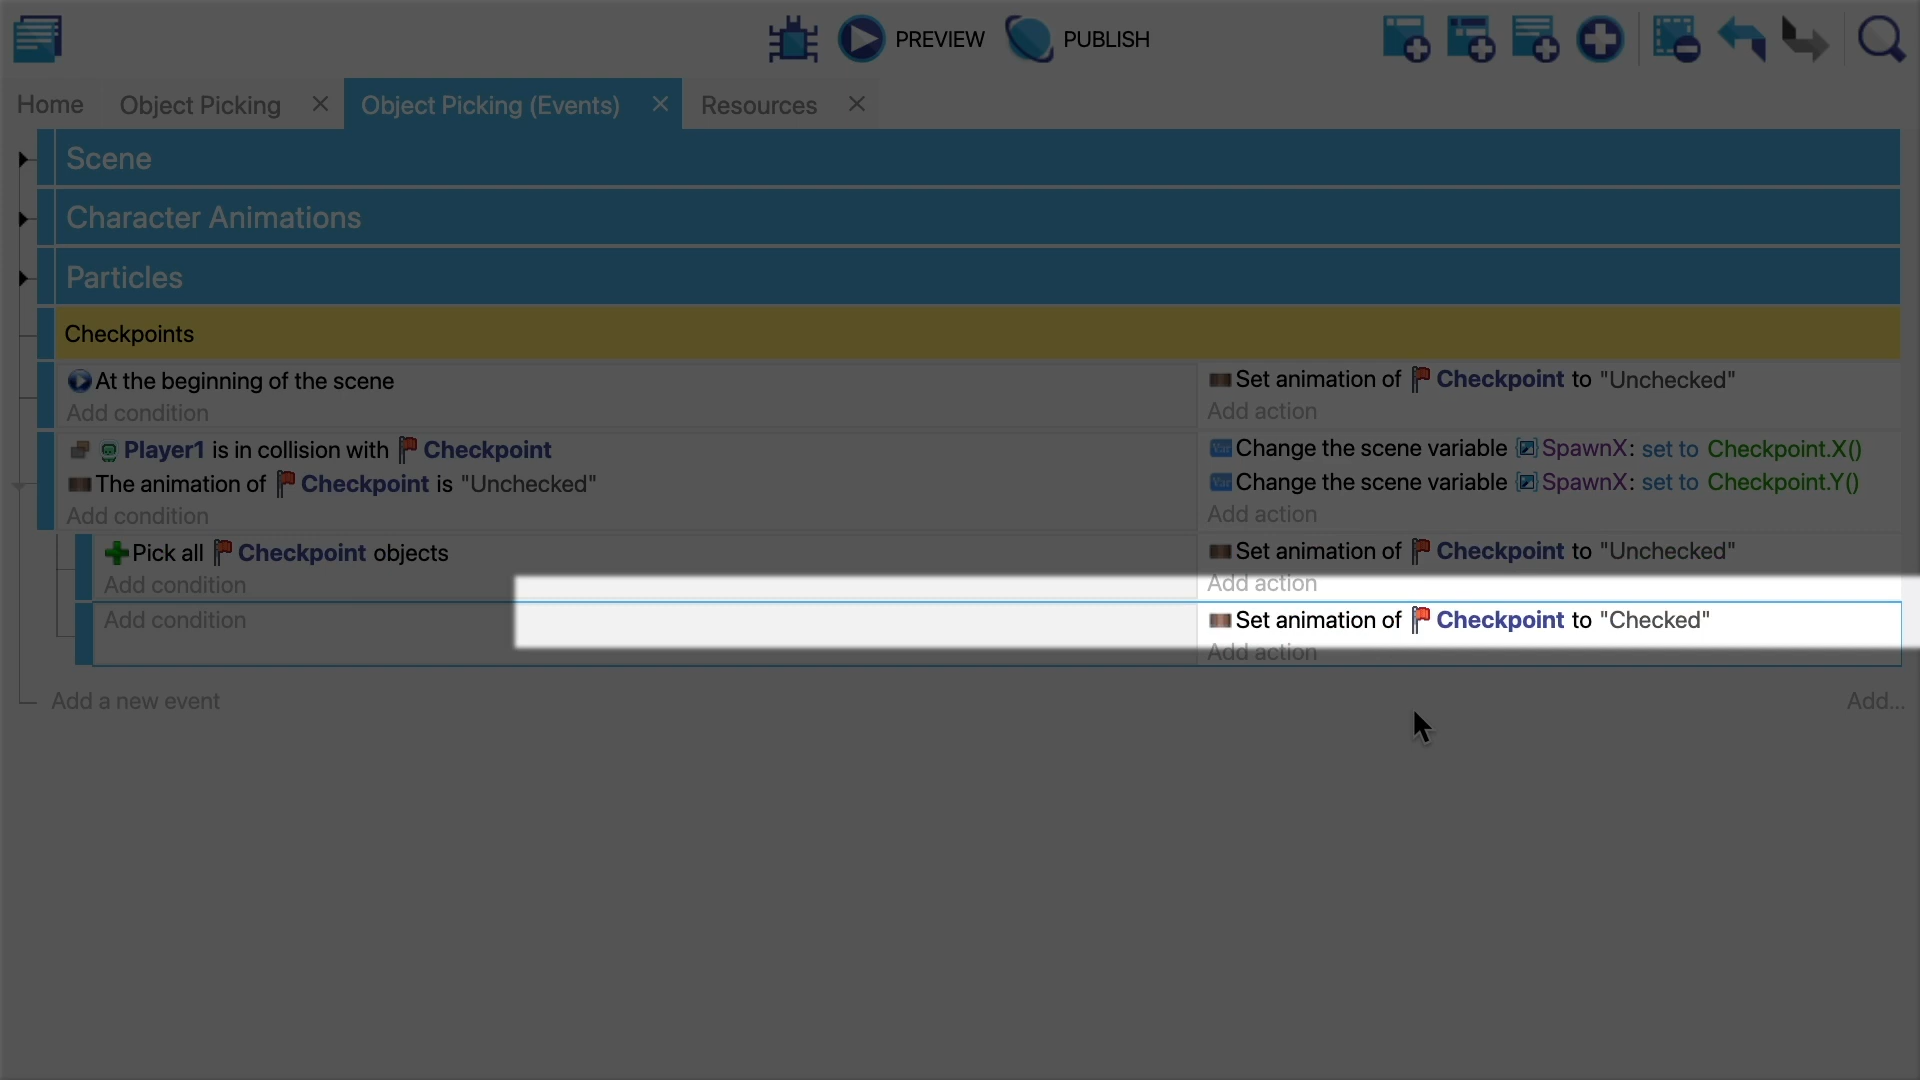 PREVIEW PUBLISH
Home Object Picking Object Picking (Events) Resources
Scene
Character Animations
Particles
Checkpoints
At the beginning of the scene Set animation of Checkpoint to "Unchecked"
Add condition Add action
Player1 is in collision with Checkpoint Change the scene variable SpawnX: set to Checkpoint.X()
The animation of Checkpoint is "Unchecked" Change the scene variable SpawnX: set to Checkpoint.Y()
Add condition Add action
Pick all Checkpoint objects Set animation of Checkpoint to "Unchecked"
Add condition Add action
Add condition Set animation of Checkpoint to "Checked"
Add action
Add a new event Add...